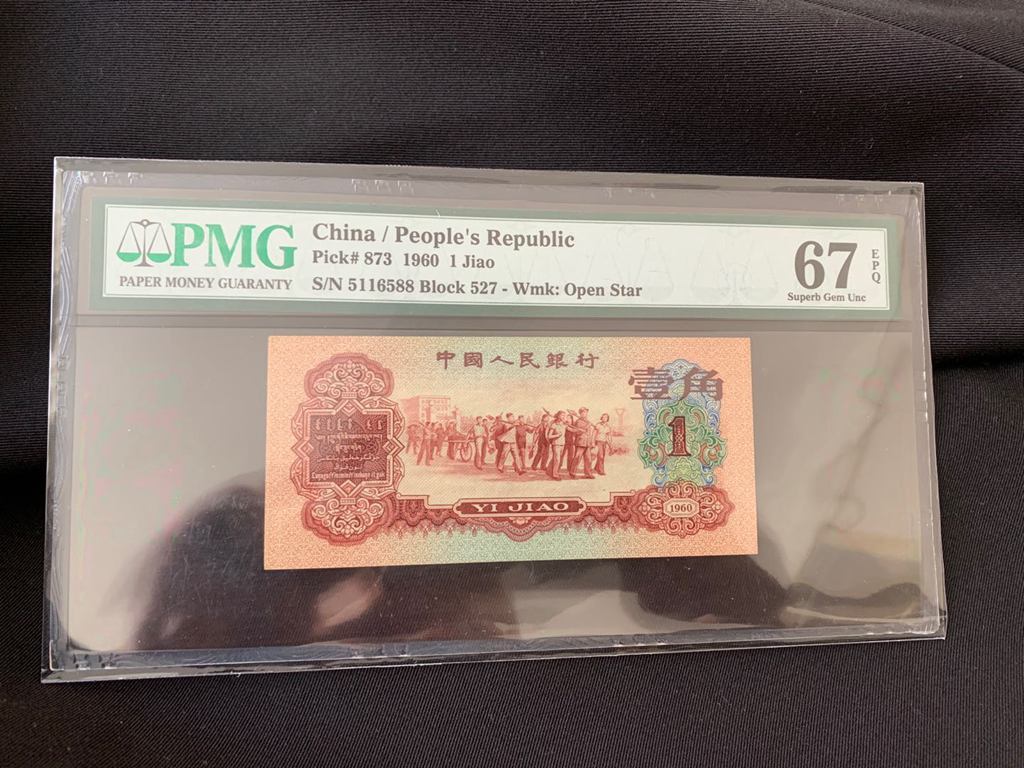 PMG
PAPER MONEY GUARANTY
China / People's Republic
Pick# 873 1960 1 Jiao
S/N 5116588 Block 527 - Wmk: Open Star
67
EPQ
Superb Gem Unc
中國人民銀行
壹角
1
YI JIAO
1960